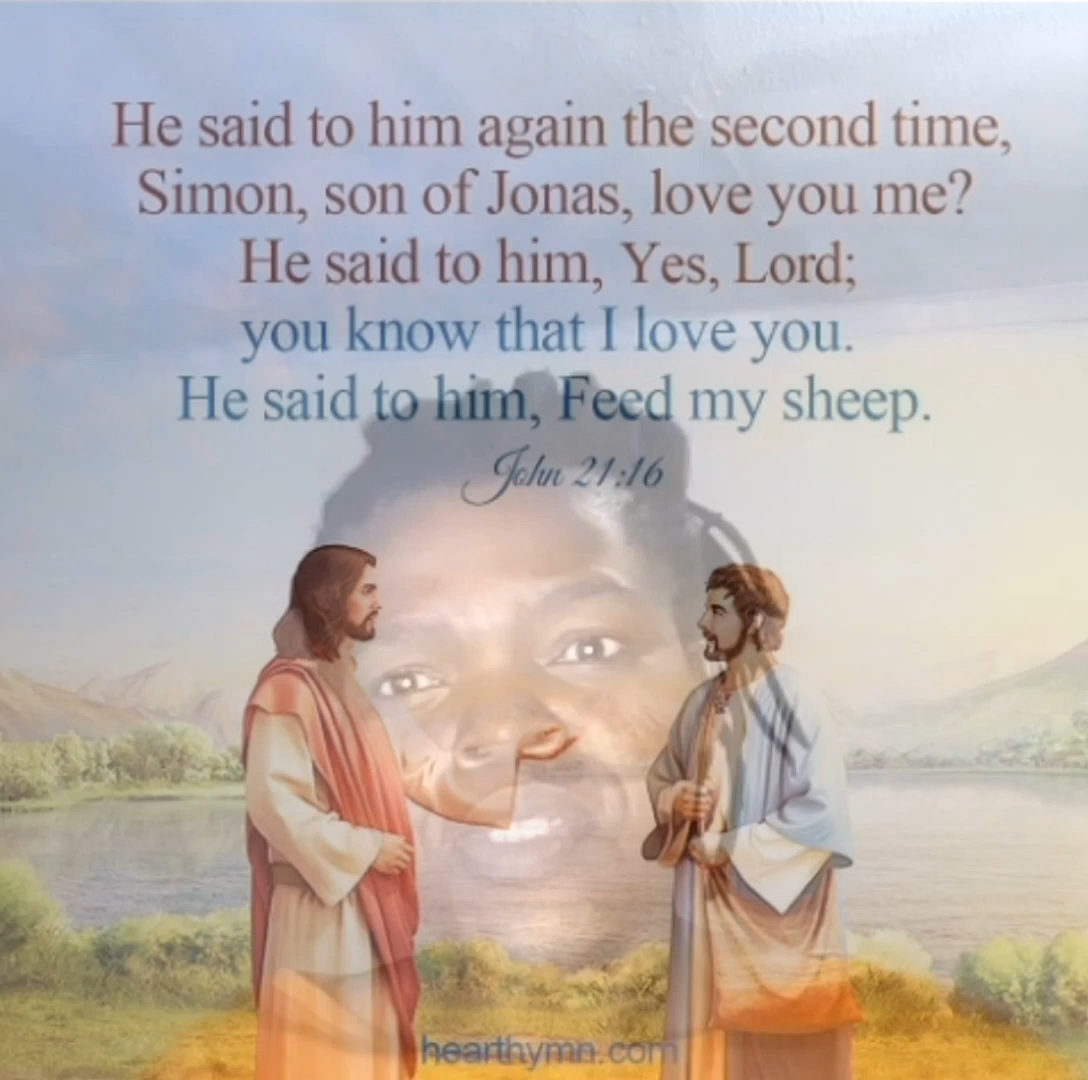 He said to him again the second time,
Simon, son of Jonas, love you me?
He said to him, Yes, Lord;
you know that I love you.
He said to him, Feed my sheep.
John 21:16
hearthymn.com